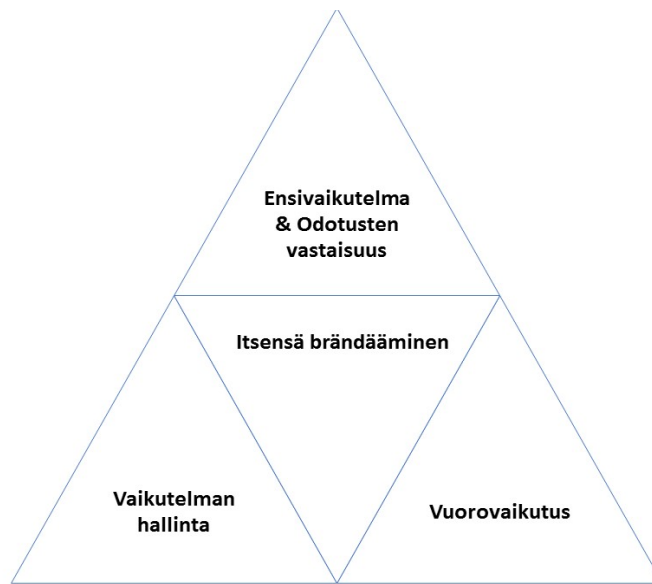 Ensivaikutelma
& Odotusten
vastaisuus
Itsensä brändääminen
Vaikutelman
hallinta
Vuorovaikutus